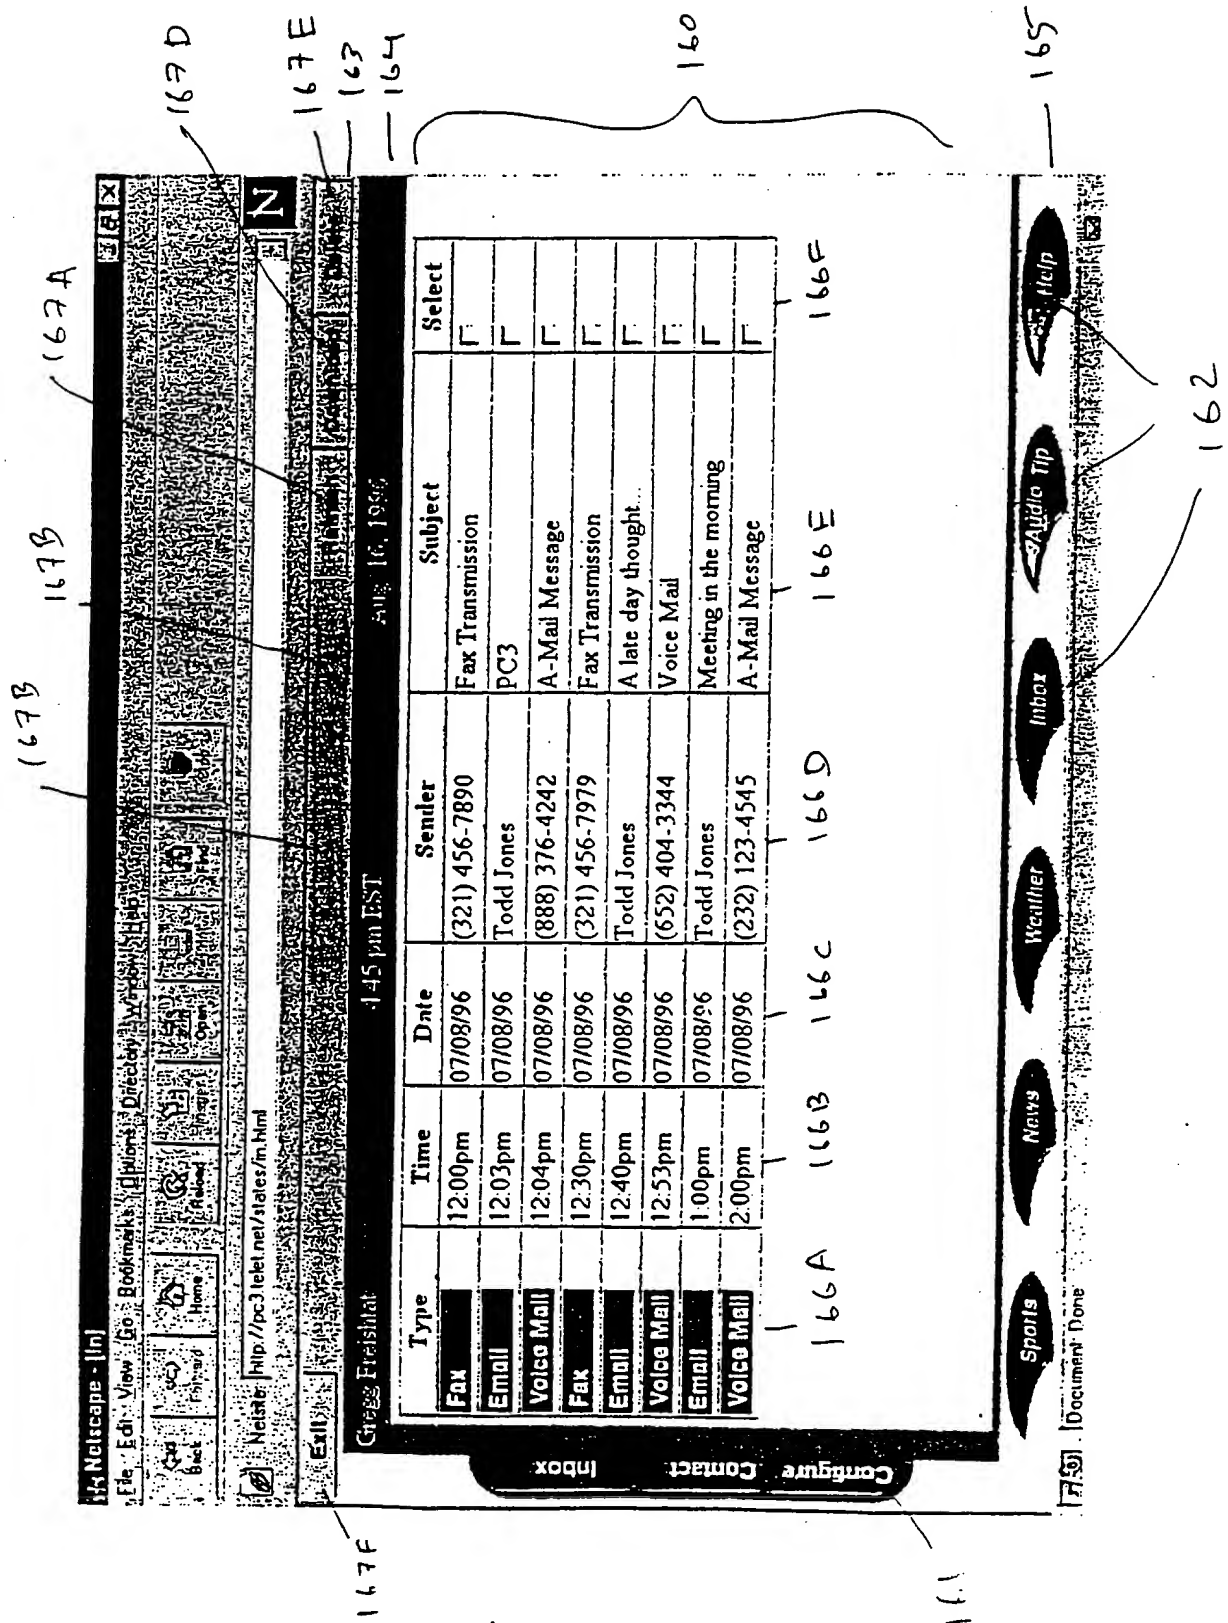 Netscape - [In]
File Edit View Go Bookmarks Options Directory Window Help
Back Forward Home Reload Images Open Print Find Stop
http://pc3.telet.net/states/in.html
N
Exit
Gregg Freishtat 4:45 pm EST Aug 16, 1996
Type Time Date Sender Subject Select
Fax 12:00pm 07/08/96 (321) 456-7890 Fax Transmission
Email 12:03pm 07/08/96 Todd Jones PC3
Voice Mail 12:04pm 07/08/96 (888) 376-4242 A-Mail Message
Fax 12:30pm 07/08/96 (321) 456-7979 Fax Transmission
Email 12:40pm 07/08/96 Todd Jones A late day thought...
Voice Mail 12:53pm 07/08/96 (652) 404-3344 Voice Mail
Email 1:00pm 07/08/96 Todd Jones Meeting in the morning
Voice Mail 2:00pm 07/08/96 (232) 123-4545 A-Mail Message
Inbox
Contact
Configure
Sports News Weather Inbox Audio Tip Help
Document Done
167B
167B
167A
167D
167E
163
164
160
165
167F
161
166A 166B 166C 166D 166E 166F
162